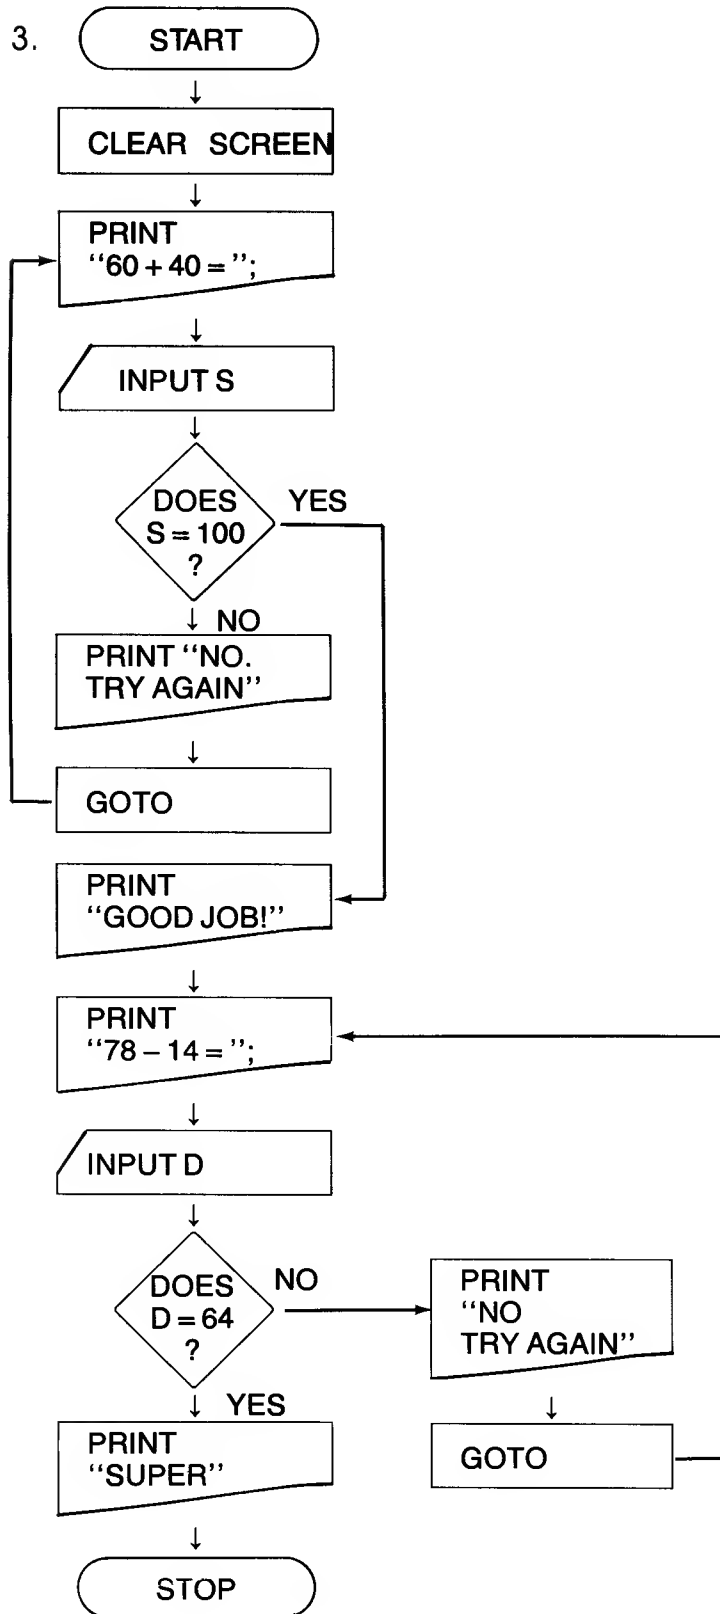 3.
START
CLEAR SCREEN
PRINT
“60 + 40 = ”;
INPUT S
DOES
S = 100
?
YES
NO
PRINT “NO.
TRY AGAIN”
GOTO
PRINT
“GOOD JOB!”
PRINT
“78 – 14 = ”;
INPUT D
DOES
D = 64
?
NO
PRINT
“NO
TRY AGAIN”
GOTO
YES
PRINT
“SUPER”
STOP